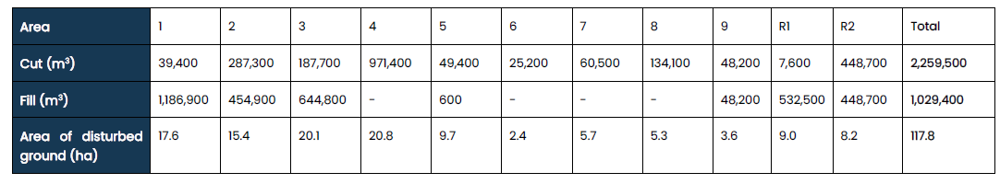 Area 1 2 3 4 5 6 7 8 9 R1 R2 Total
Cut (m³) 39,400 287,300 187,700 971,400 49,400 25,200 60,500 134,100 48,200 7,600 448,700 2,259,500
Fill (m³) 1,186,900 454,900 644,800 - 600 - - - 48,200 532,500 448,700 1,029,400
Area of disturbed 17.6 15.4 20.1 20.8 9.7 2.4 5.7 5.3 3.6 9.0 8.2 117.8
ground (ha)